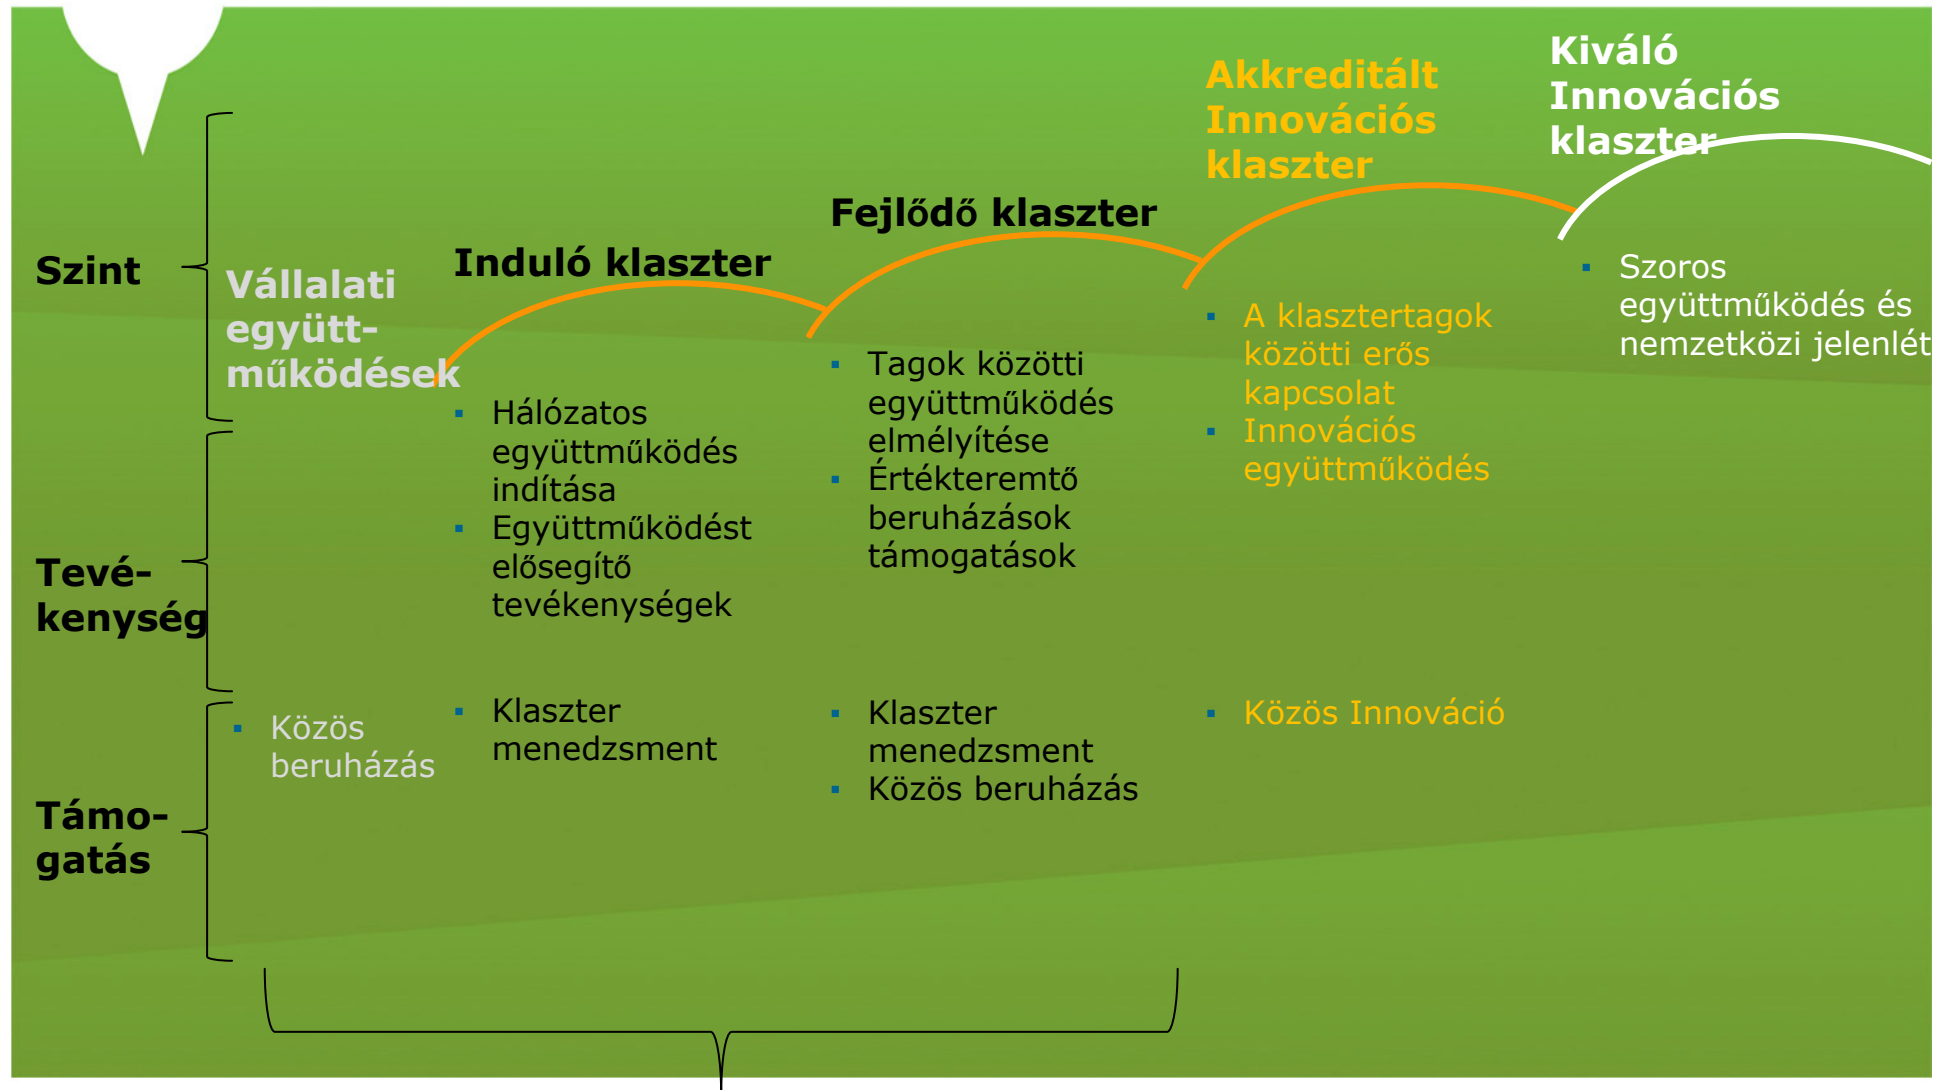 Szint
Tevé-
kenység
Támo-
gatás
Vállalati
együtt-
működések
Közös
beruházás
Induló klaszter
Hálózatos
együttműködés
indítása
Együttműködést
elősegítő
tevékenységek
Klaszter
menedzsment
Fejlődő klaszter
Tagok közötti
együttműködés
elmélyítése
Értékteremtő
beruházások
támogatások
Klaszter
menedzsment
Közös beruházás
Akkreditált
Innovációs
klaszter
A klasztertagok
közötti erős
kapcsolat
Innovációs
együttműködés
Közös Innováció
Kiváló
Innovációs
klaszter
Szoros
együttműködés és
nemzetközi jelenlét